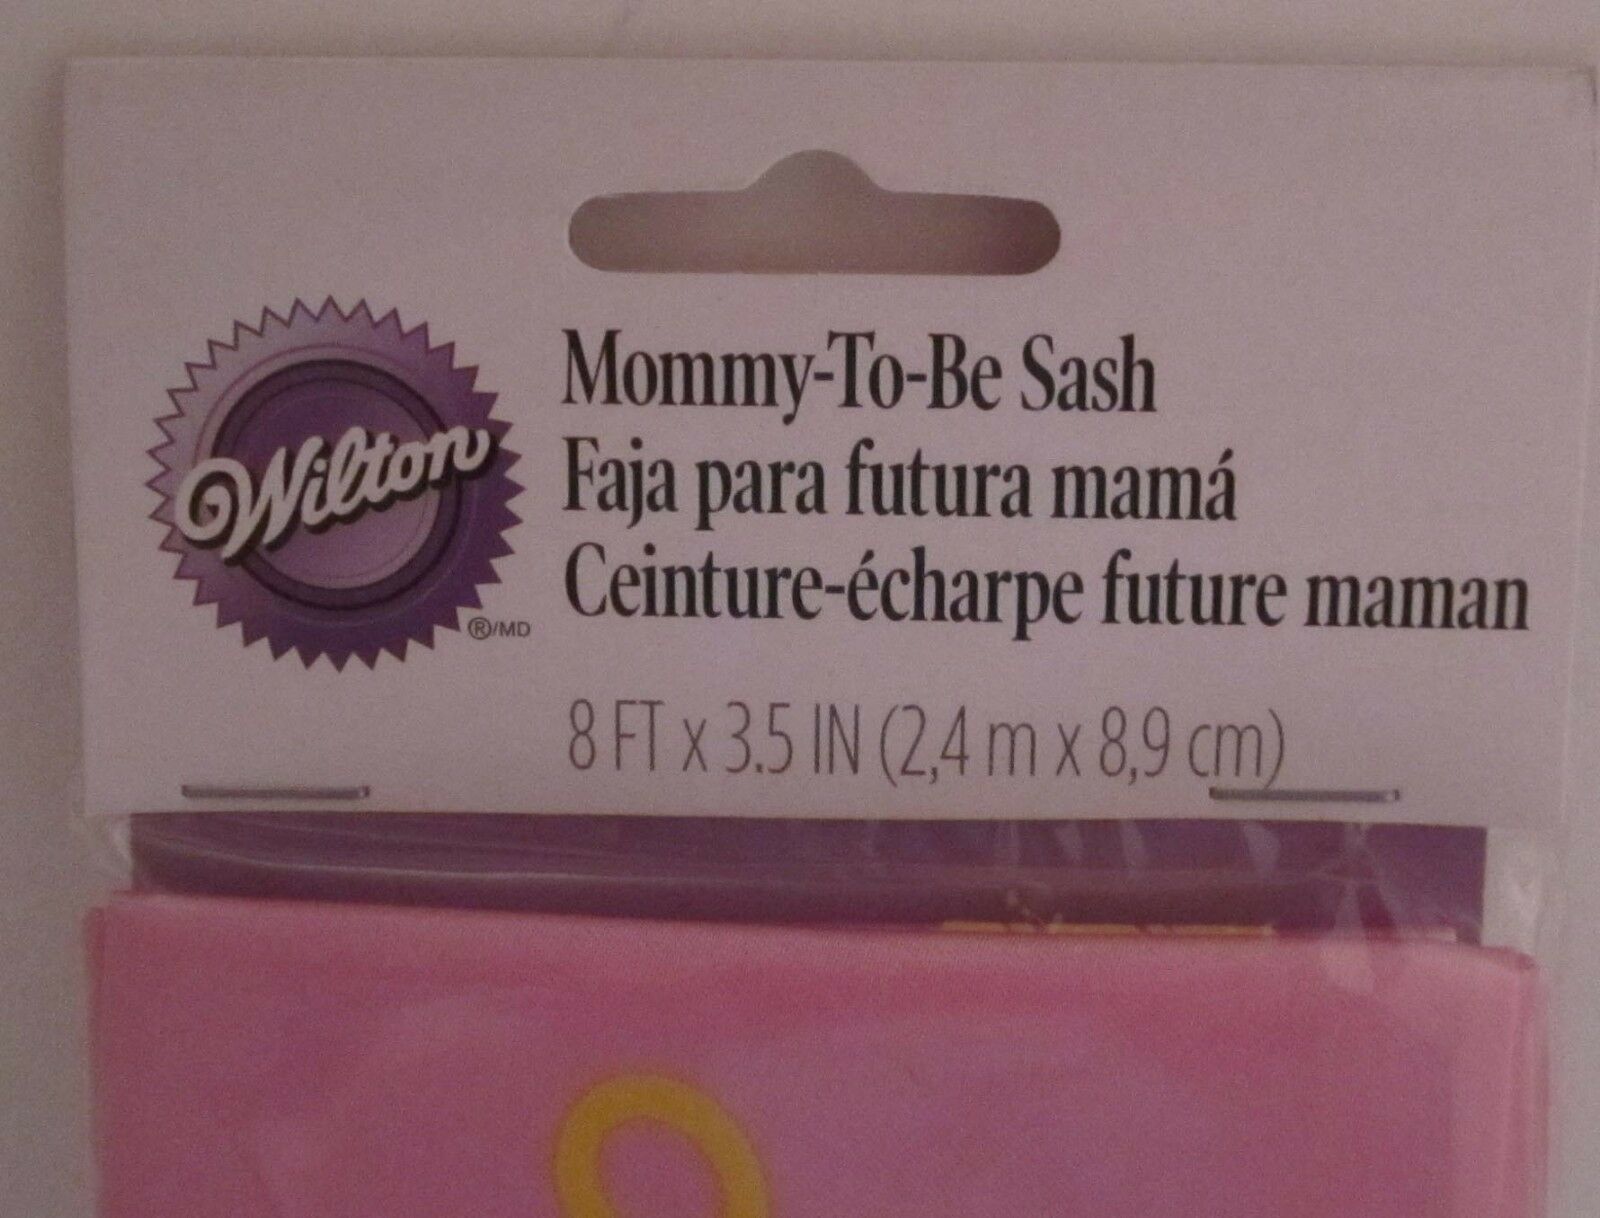 Wilton
®/MD
Mommy-To-Be Sash
Faja para futura mamá
Ceinture-écharpe future maman
8 FT x 3.5 IN (2,4 m x 8,9 cm)